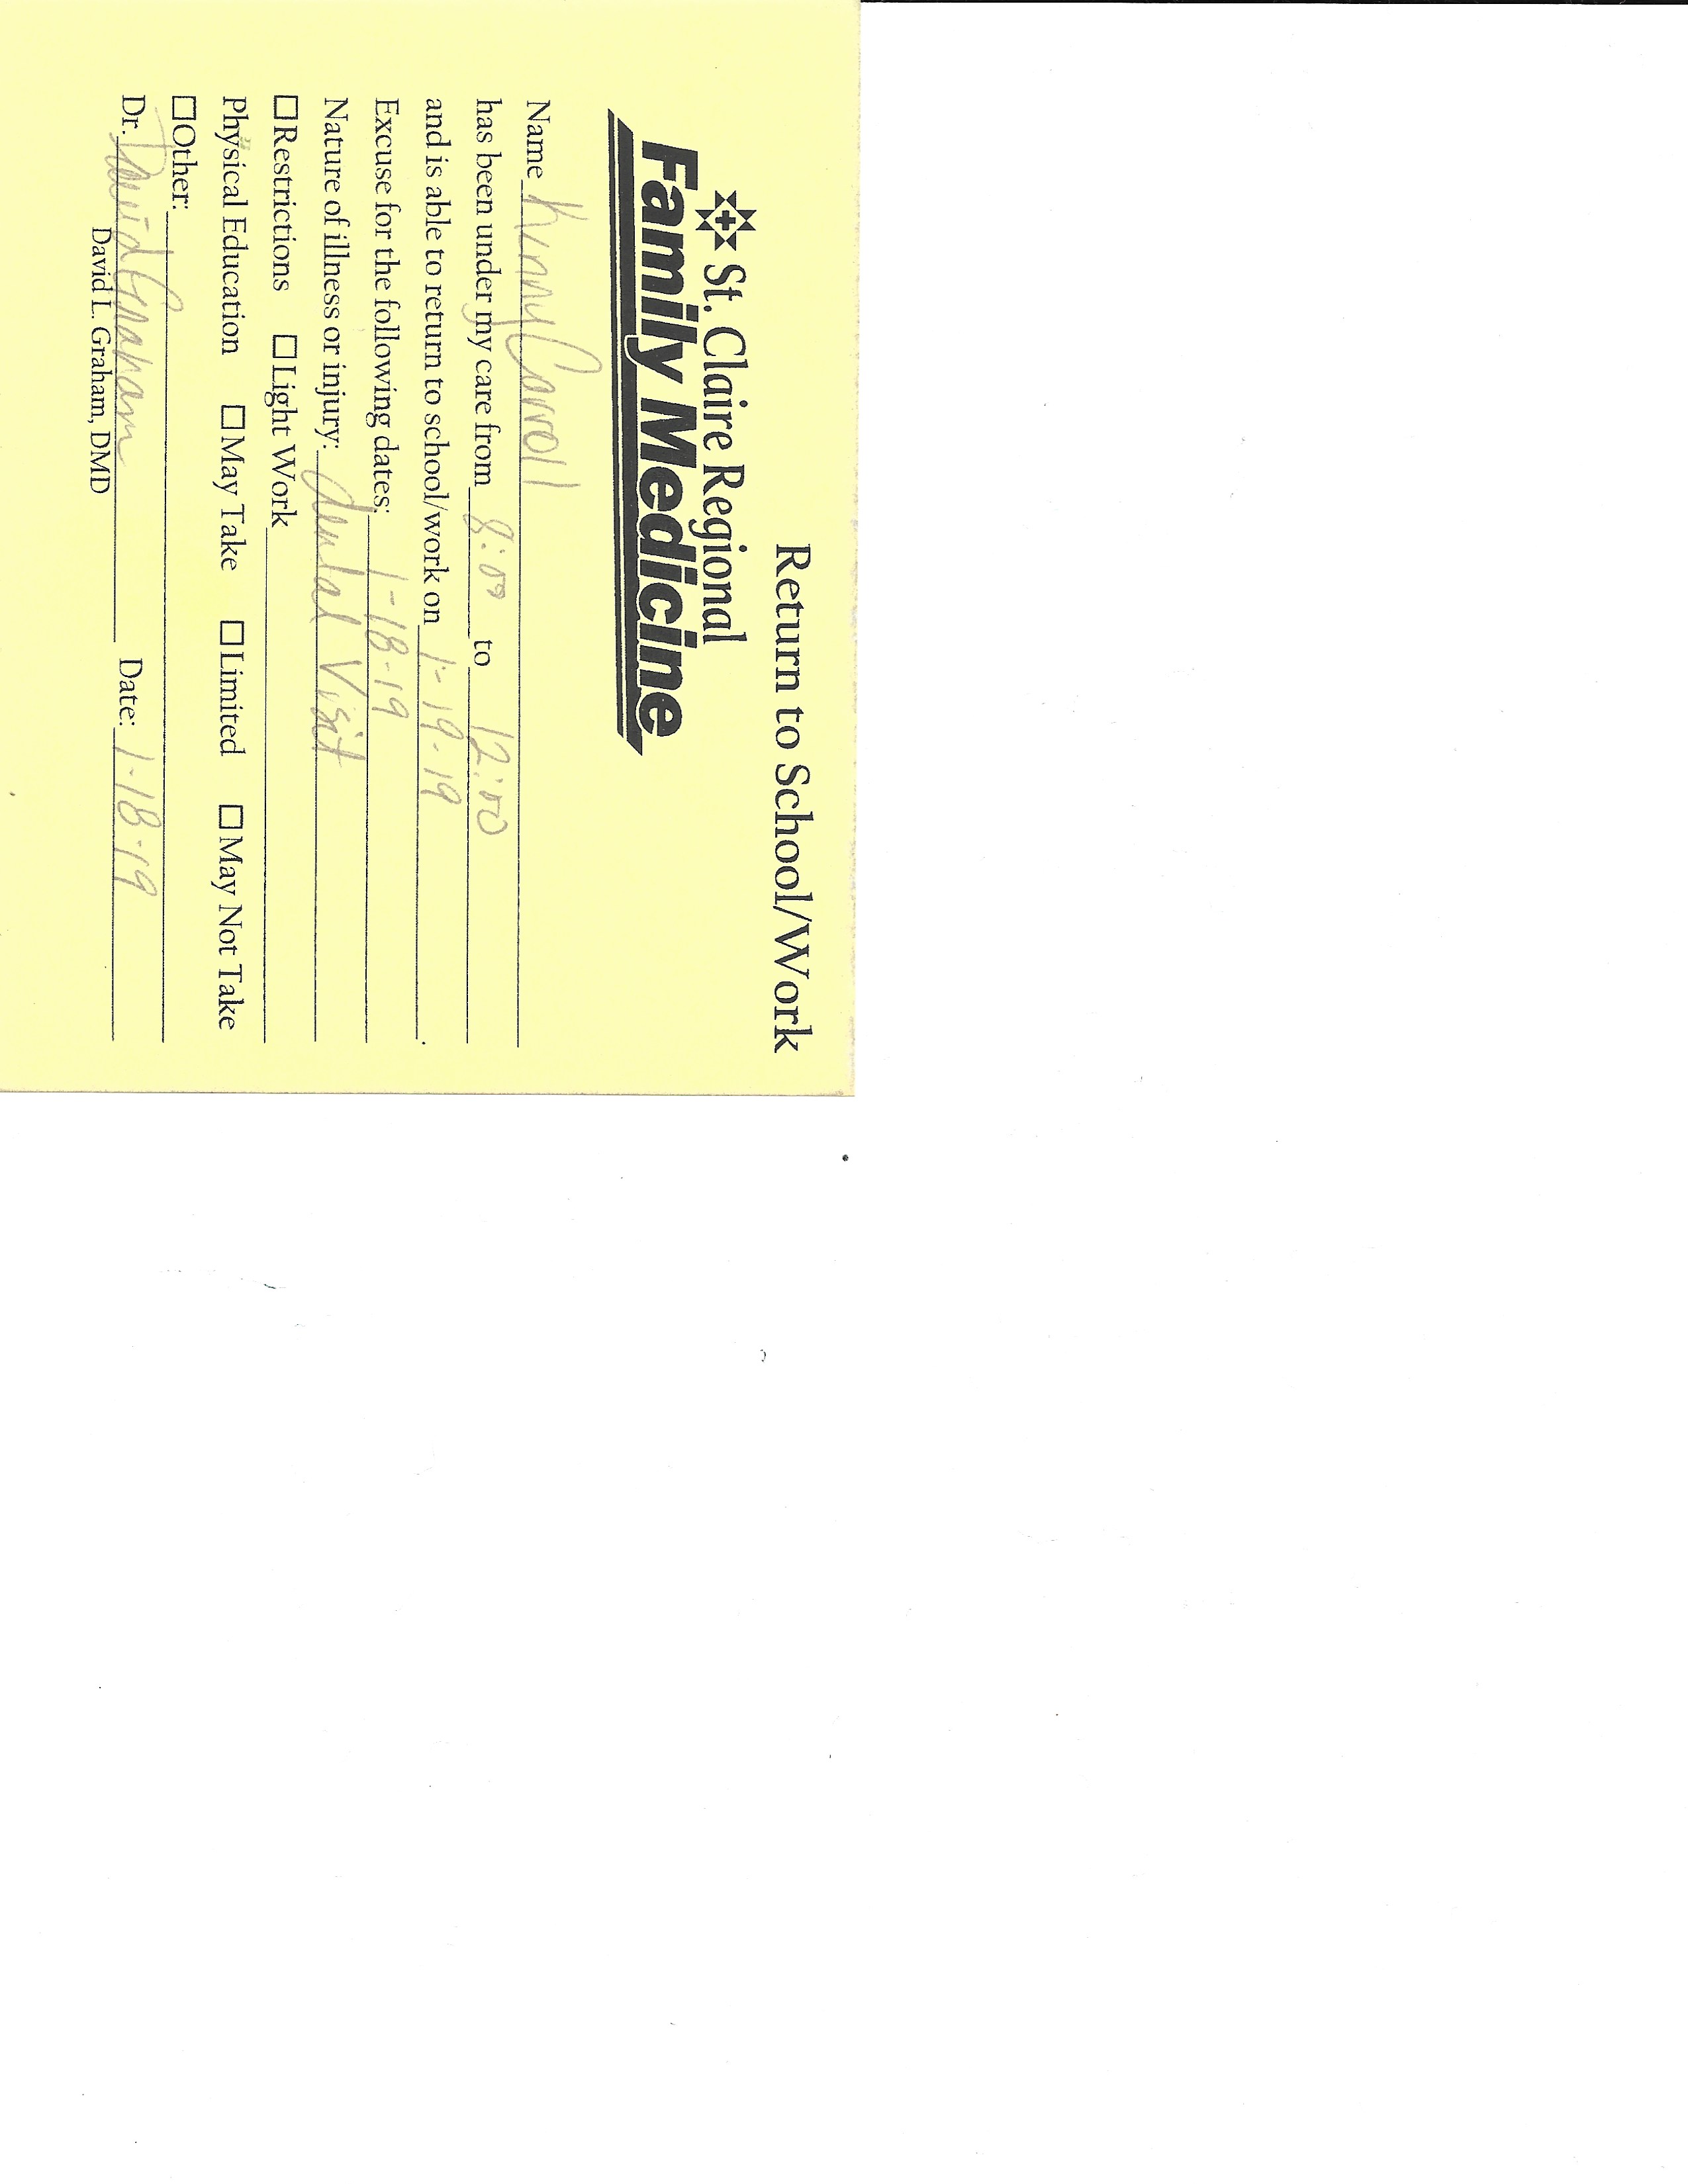 Return to School/Work
St. Claire Regional
Family Medicine
Name Kinny Carroll
has been under my care from 8:00 to 12:00
and is able to return to school/work on 1-19-19.
Excuse for the following dates: 1-18-19
Nature of illness or injury: dental Visit
☐Restrictions ☐Light Work
Physical Education ☐May Take ☐Limited ☐May Not Take
☐Other:
Dr. David Graham Date: 1-18-19
David L. Graham, DMD